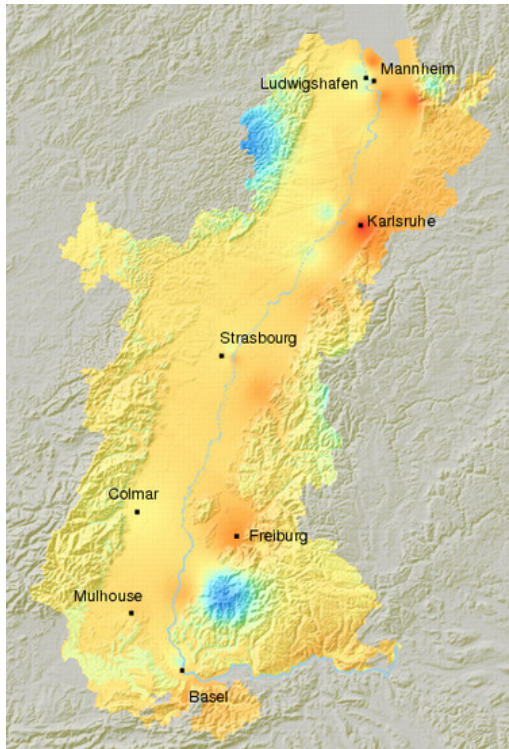 Mannheim
Ludwigshafen
Karlsruhe
Strasbourg
Colmar
Freiburg
Mulhouse
Basel